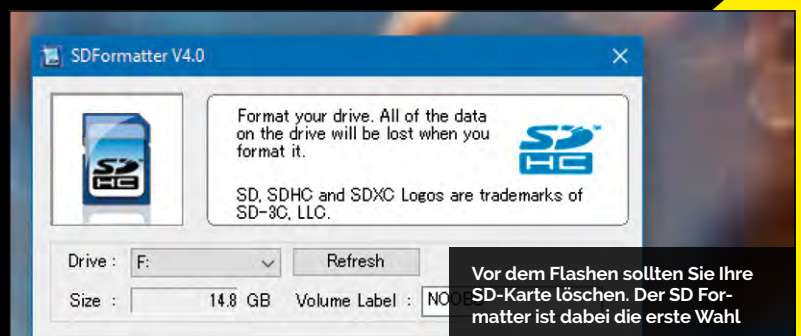 SDFormatter V4.0
Format your drive. All of the data
on the drive will be lost when you
format it.
SD, SDHC and SDXC Logos are trademarks of
SD-3C, LLC.
SD
HC
SD
HC
Drive : F: Refresh
Size : 14.8 GB Volume Label :
Vor dem Flashen sollten Sie Ihre
SD-Karte löschen. Der SD For-
matter ist dabei die erste Wahl